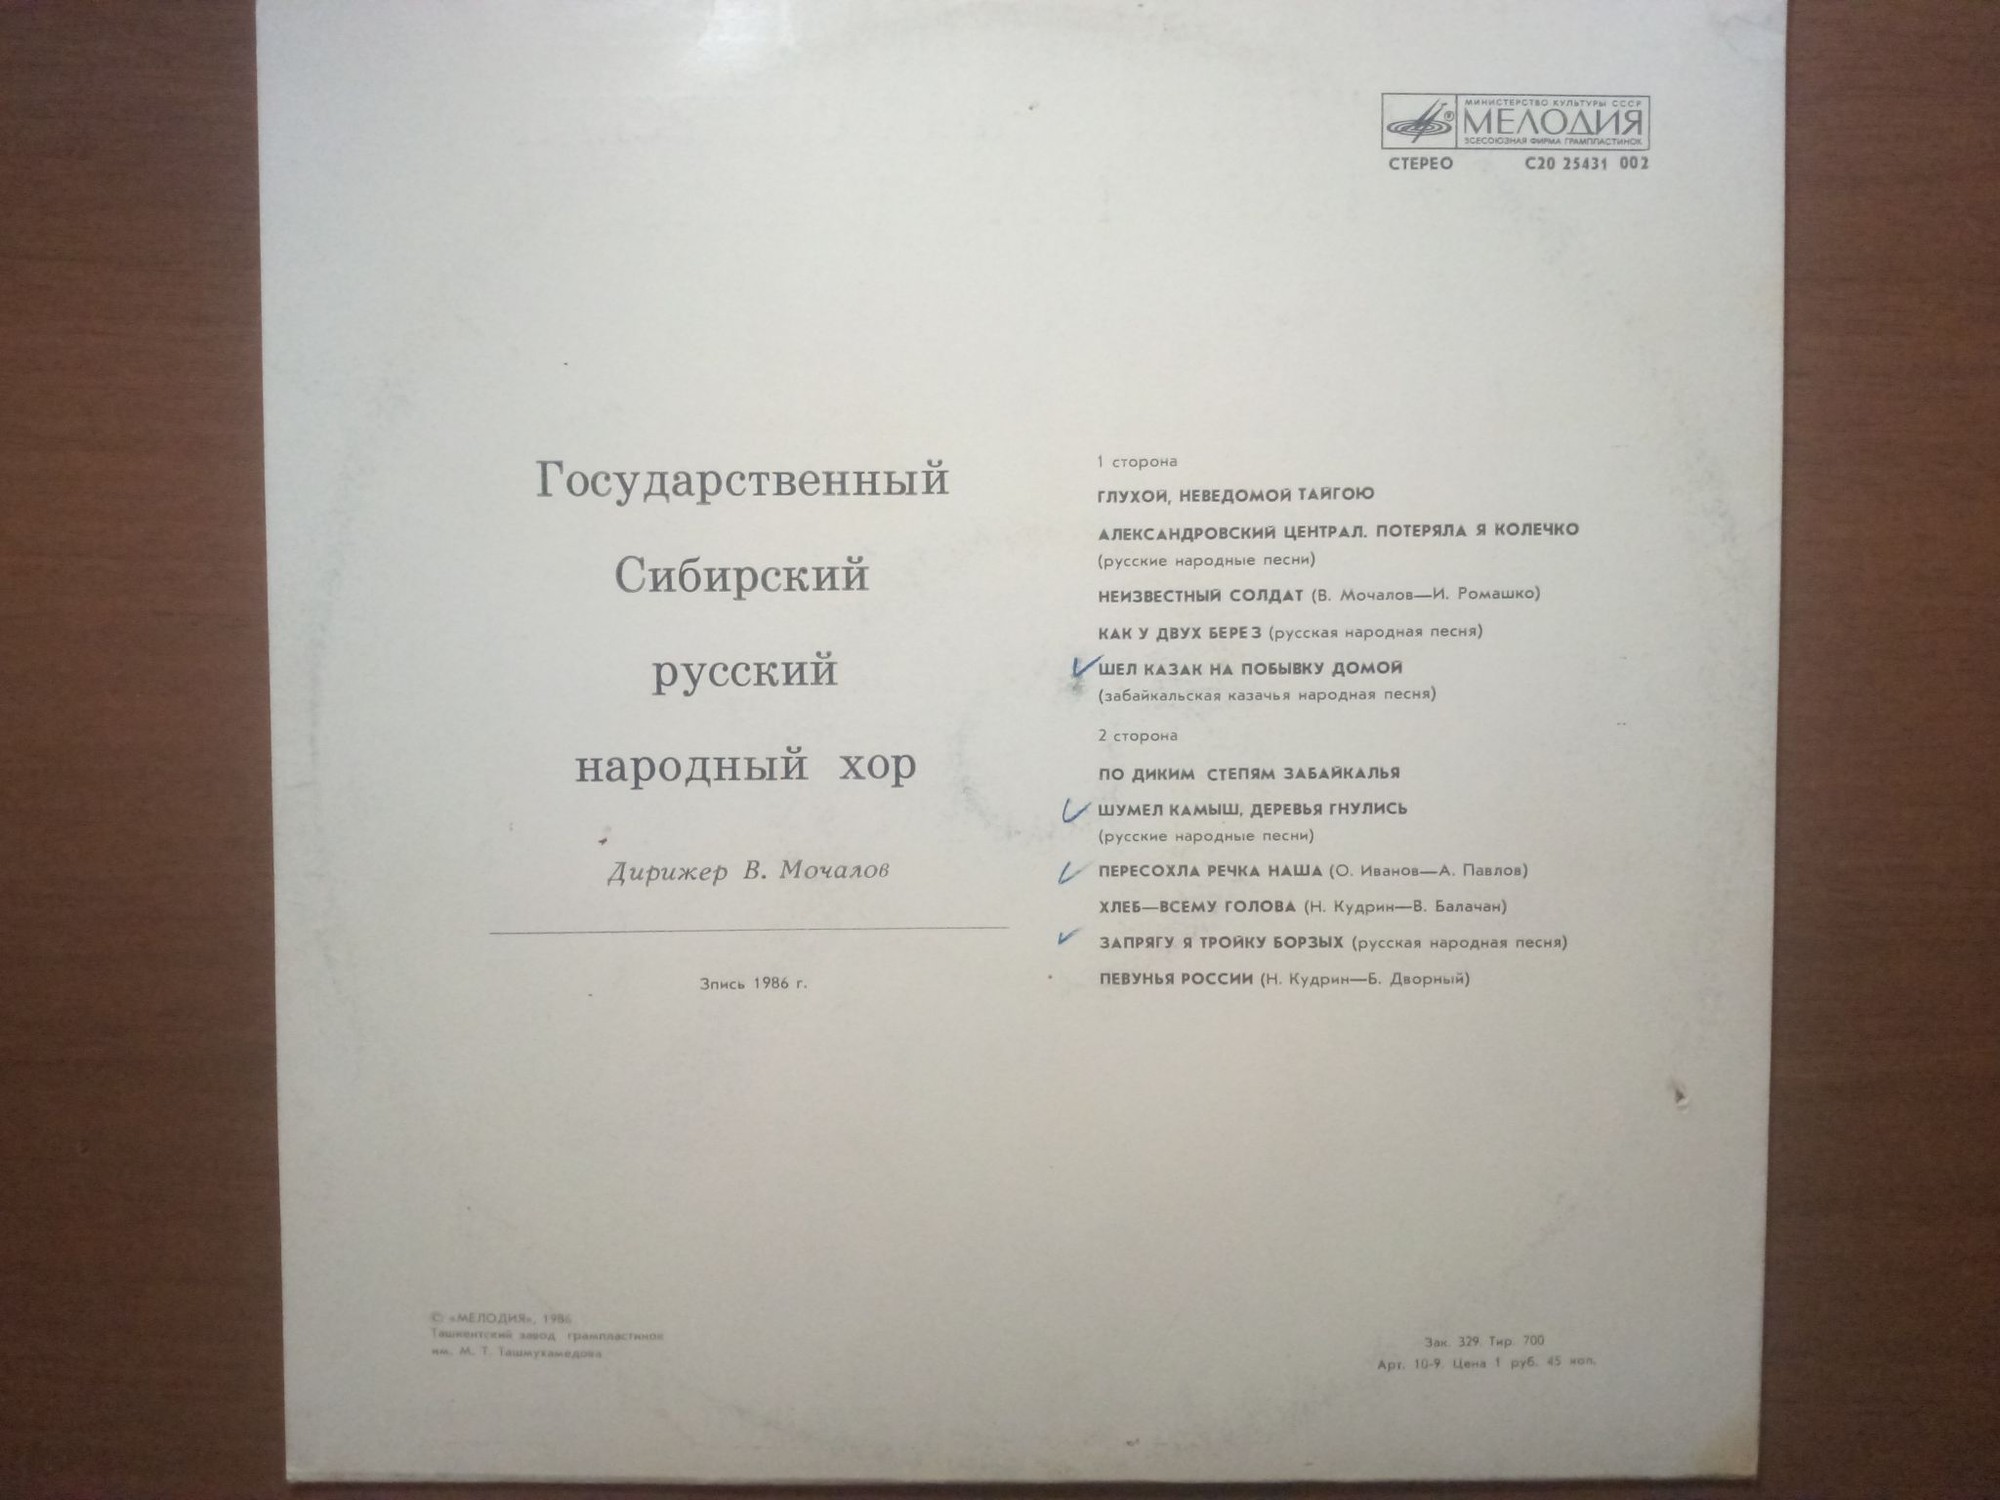 МИНИСТЕРСТВО КУЛЬТУРЫ СССР
МЕЛОДИЯ
ВСЕСОЮЗНАЯ ФИРМА ГРАМПЛАСТИНОК
СТЕРЕО С20 25431 002
Государственный
Сибирский
русский
народный хор
Дирижер В. Мочалов
Зпись 1986 г.
1 сторона
ГЛУХОЙ, НЕВЕДОМОЙ ТАЙГОЮ
АЛЕКСАНДРОВСКИЙ ЦЕНТРАЛ. ПОТЕРЯЛА Я КОЛЕЧКО
(русские народные песни)
НЕИЗВЕСТНЫЙ СОЛДАТ (В. Мочалов—И. Ромашко)
КАК У ДВУХ БЕРЕЗ (русская народная песня)
ШЕЛ КАЗАК НА ПОБЫВКУ ДОМОЙ
(забайкальская казачья народная песня)
2 сторона
ПО ДИКИМ СТЕПЯМ ЗАБАЙКАЛЬЯ
ШУМЕЛ КАМЫШ, ДЕРЕВЬЯ ГНУЛИСЬ
(русские народные песни)
ПЕРЕСОХЛА РЕЧКА НАША (О. Иванов—А. Павлов)
ХЛЕБ—ВСЕМУ ГОЛОВА (Н. Кудрин—В. Балачан)
ЗАПРЯГУ Я ТРОЙКУ БОРЗЫХ (русская народная песня)
ПЕВУНЬЯ РОССИИ (Н. Кудрин—Б. Дворный)
© «МЕЛОДИЯ», 1986
Ташкентский завод грампластинок
им. М. Т. Ташмухамедова
Зак. 329. Тир. 700
Арт. 10-9. Цена 1 руб. 45 коп.